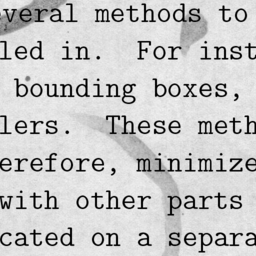 everal methods to
led in.  For inst
bounding boxes,
lers.  These meth
erefore, minimize
with other parts
cated on a separa